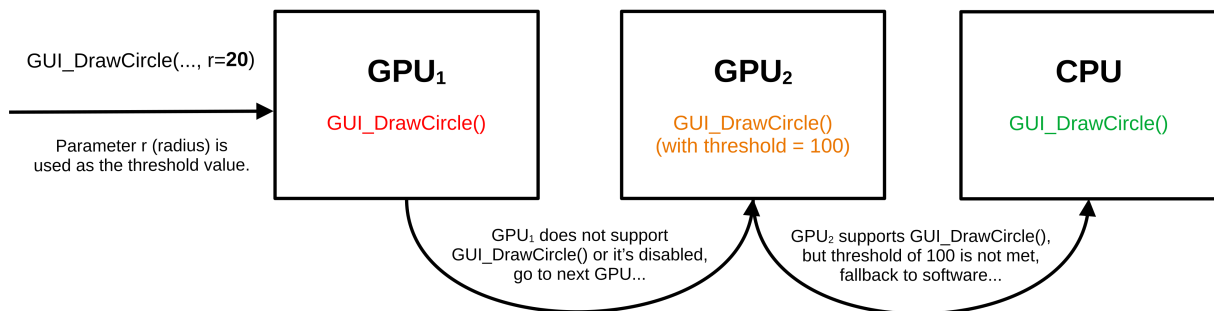 GUI_DrawCircle(..., r=20)
Parameter r (radius) is
used as the threshold value.
GPU₁
GUI_DrawCircle()
GPU₂
GUI_DrawCircle()
(with threshold = 100)
CPU
GUI_DrawCircle()
GPU₁ does not support
GUI_DrawCircle() or it’s disabled,
go to next GPU...
GPU₂ supports GUI_DrawCircle(),
but threshold of 100 is not met,
fallback to software...